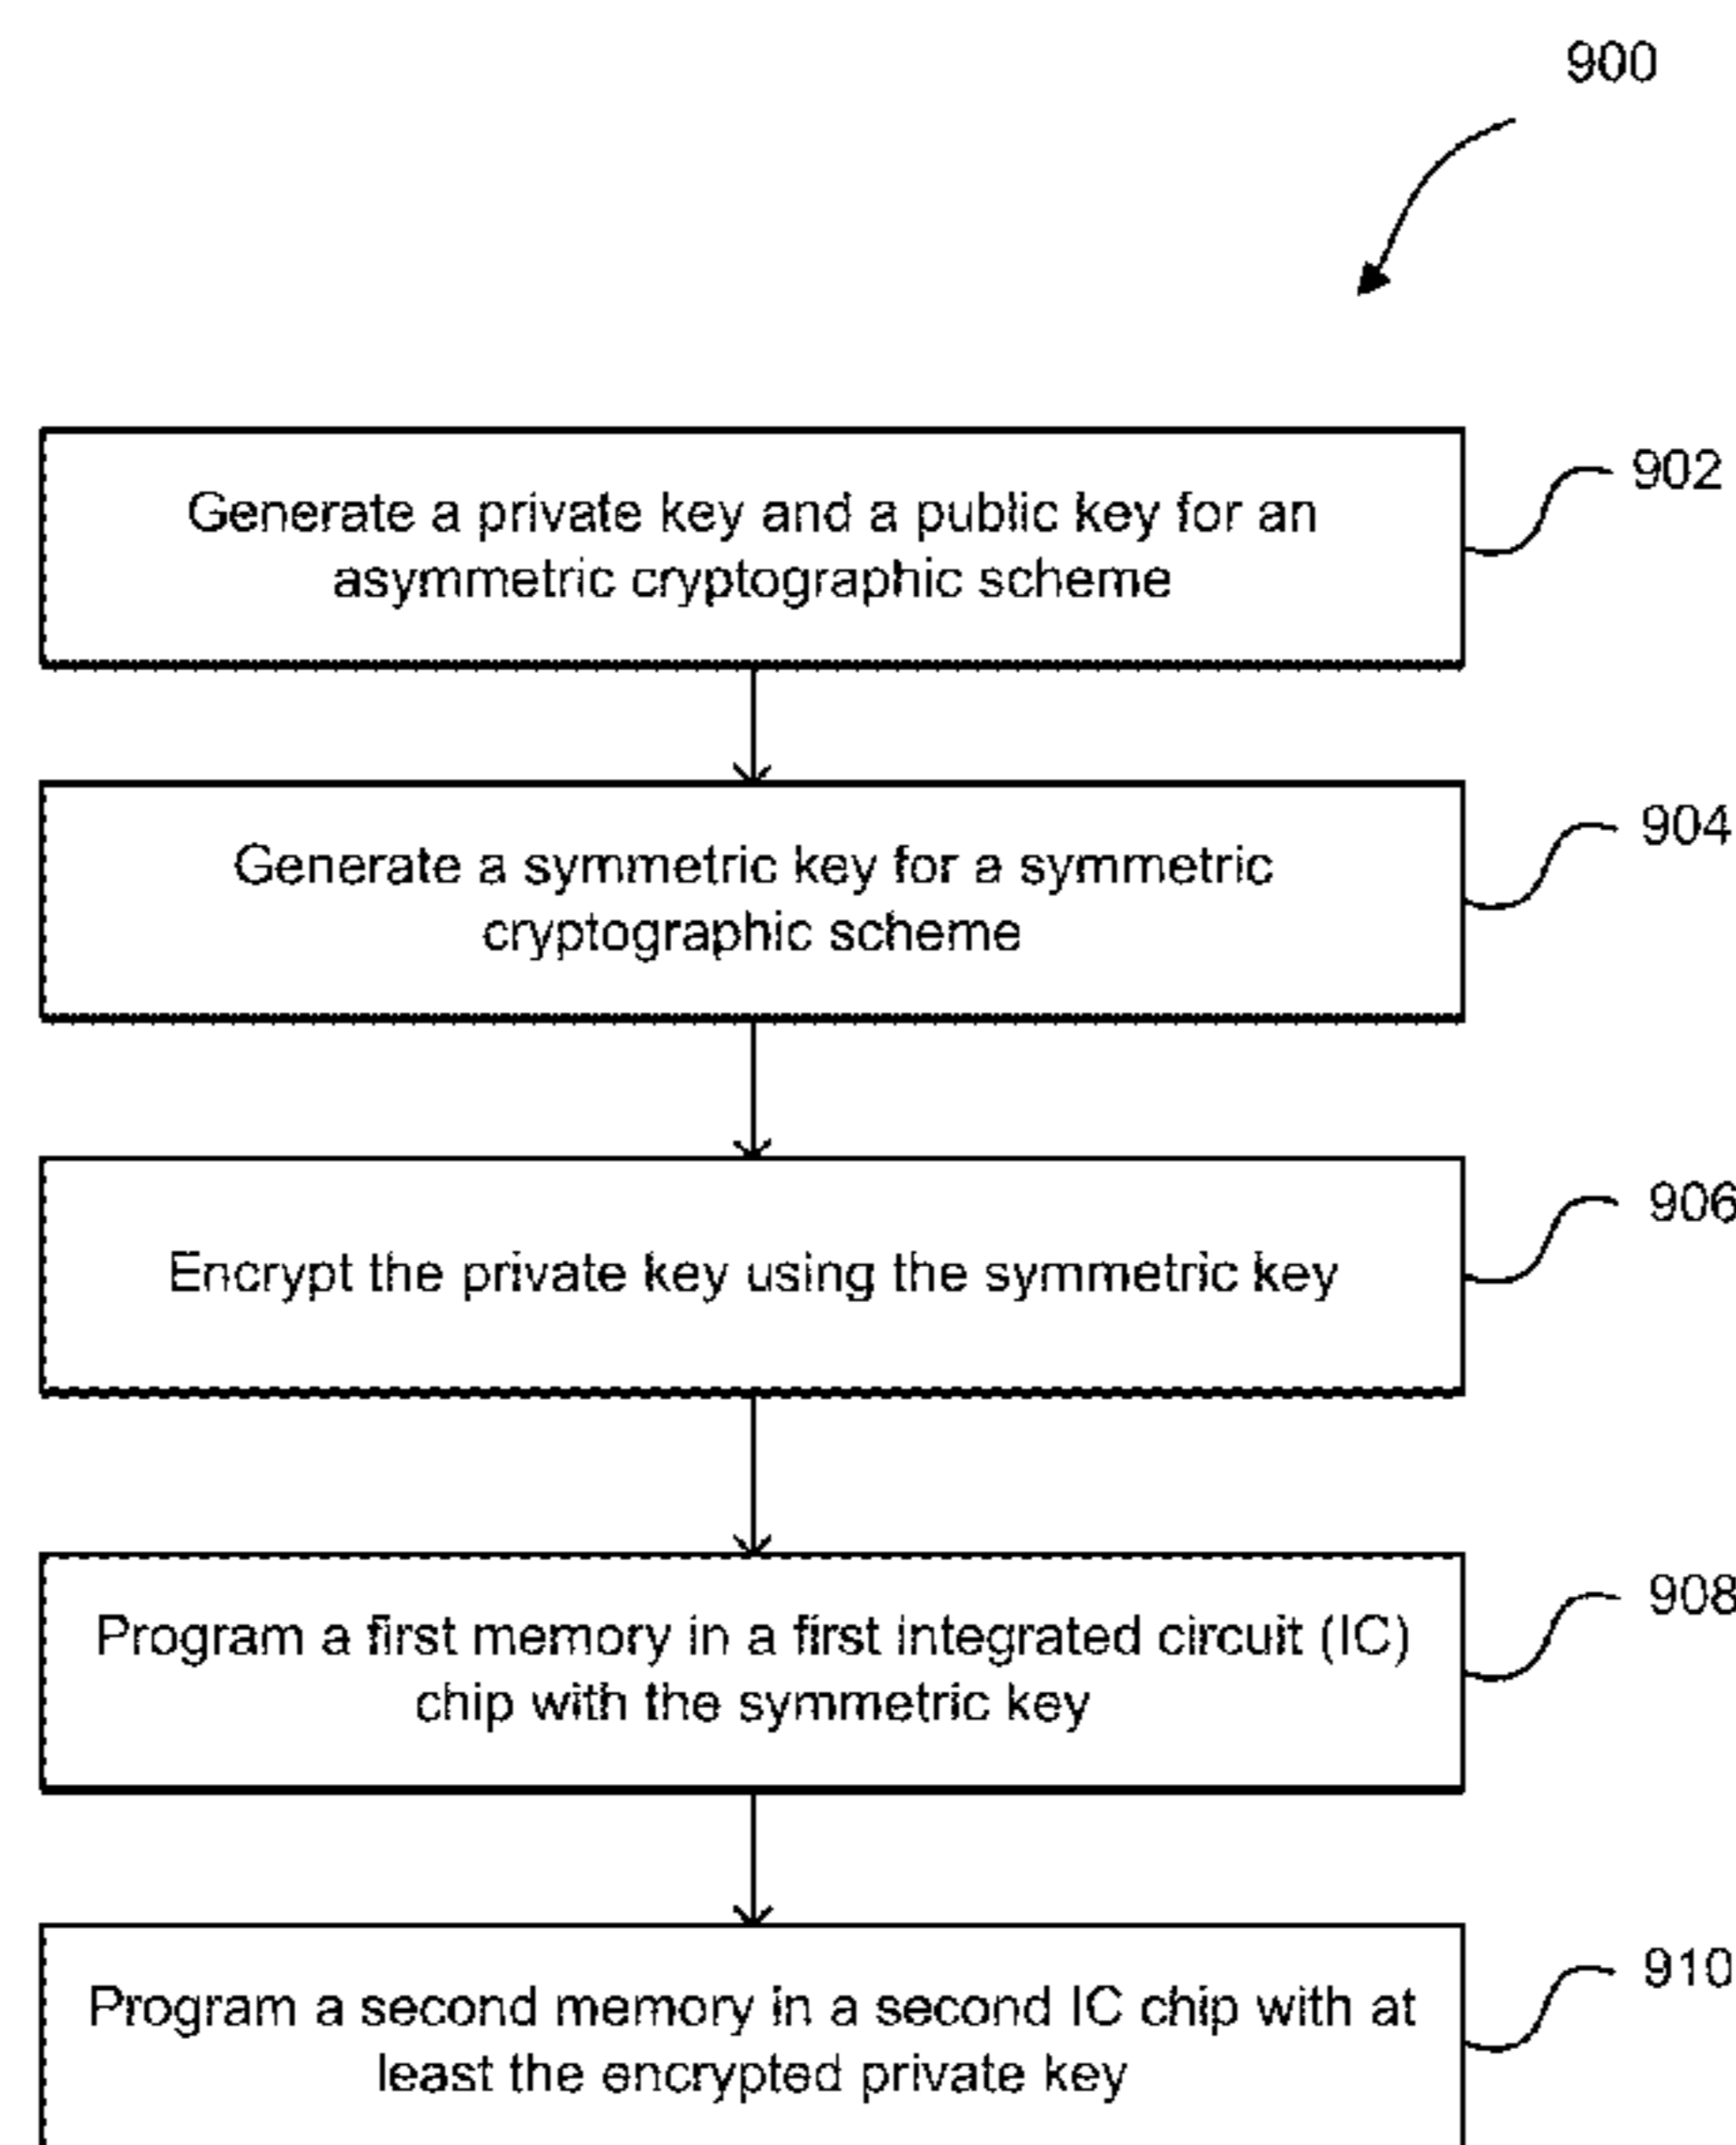 900
Generate a private key and a public key for an
asymmetric cryptographic scheme
902
Generate a symmetric key for a symmetric
cryptographic scheme
904
Encrypt the private key using the symmetric key
906
Program a first memory in a first integrated circuit (IC)
chip with the symmetric key
908
Program a second memory in a second IC chip with at
least the encrypted private key
910